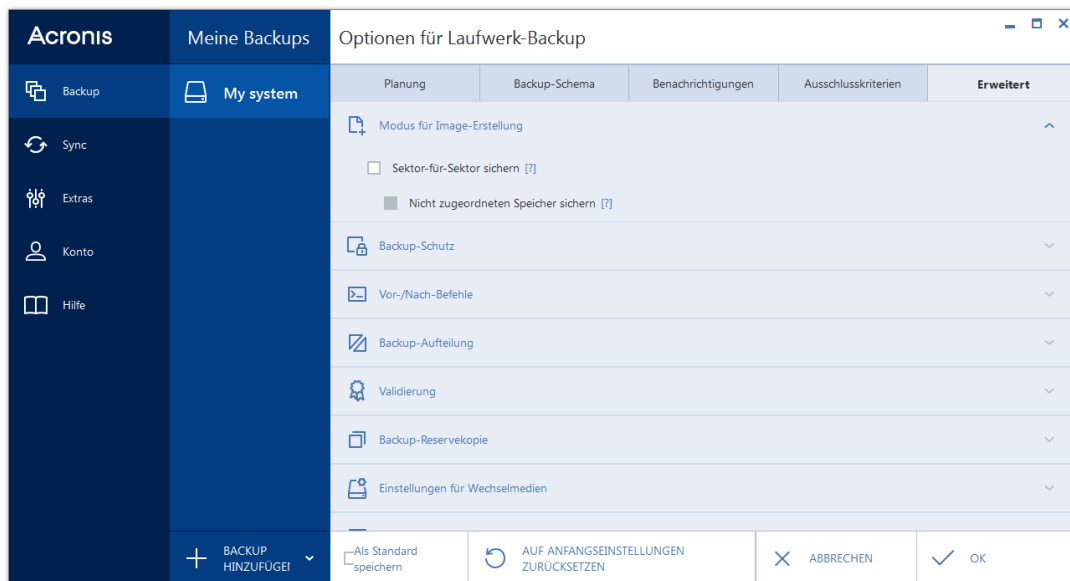 Acronis
Meine Backups
Optionen für Laufwerk-Backup
Backup
Sync
Extras
Konto
Hilfe
My system
Planung
Backup-Schema
Benachrichtigungen
Ausschlusskriterien
Erweitert
Modus für Image-Erstellung
Sektor-für-Sektor sichern [?]
Nicht zugeordneten Speicher sichern [?]
Backup-Schutz
Vor-/Nach-Befehle
Backup-Aufteilung
Validierung
Backup-Reservekopie
Einstellungen für Wechselmedien
BACKUP
HINZUFÜGEI
Als Standard
speichern
AUF ANFANGSEINSTELLUNGEN
ZURÜCKSETZEN
ABBRECHEN
OK